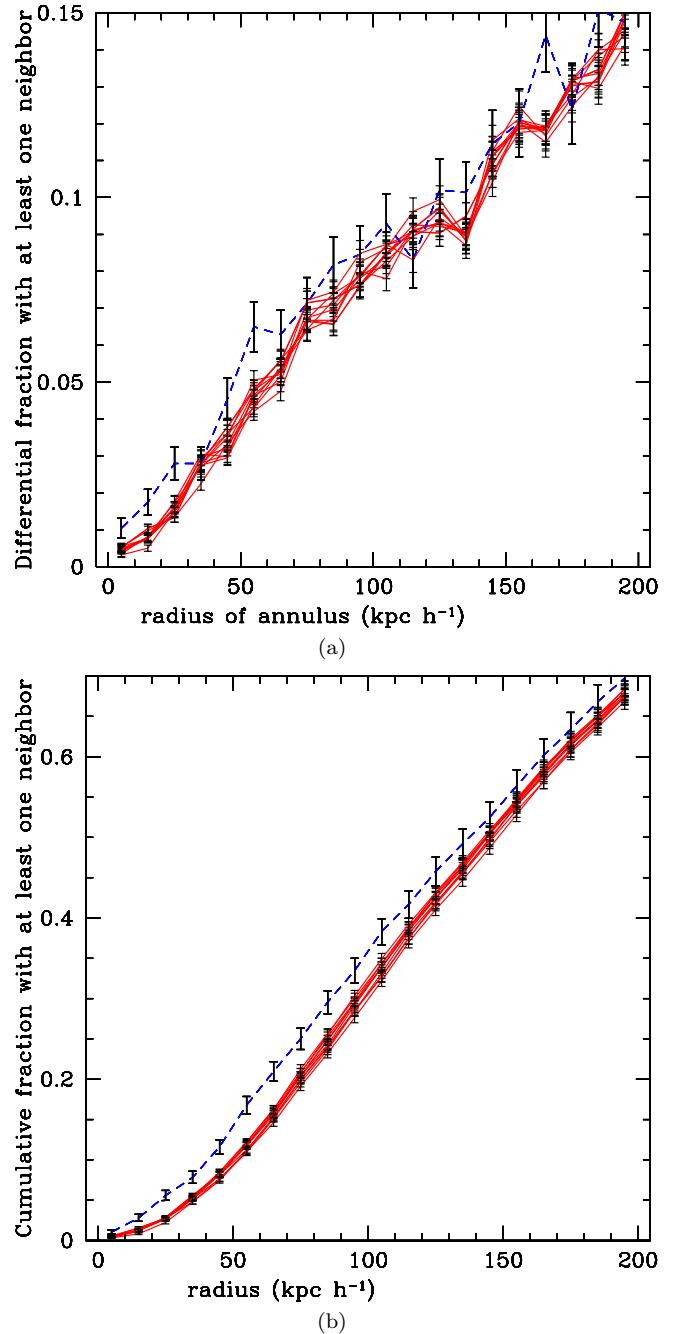 Differential fraction with at least one neighbor
0.15
0.1
0.05
0
0 50 100 150 200
radius of annulus (kpc h⁻¹)
(a)
Cumulative fraction with at least one neighbor
0.6
0.4
0.2
0
0 50 100 150 200
radius (kpc h⁻¹)
(b)